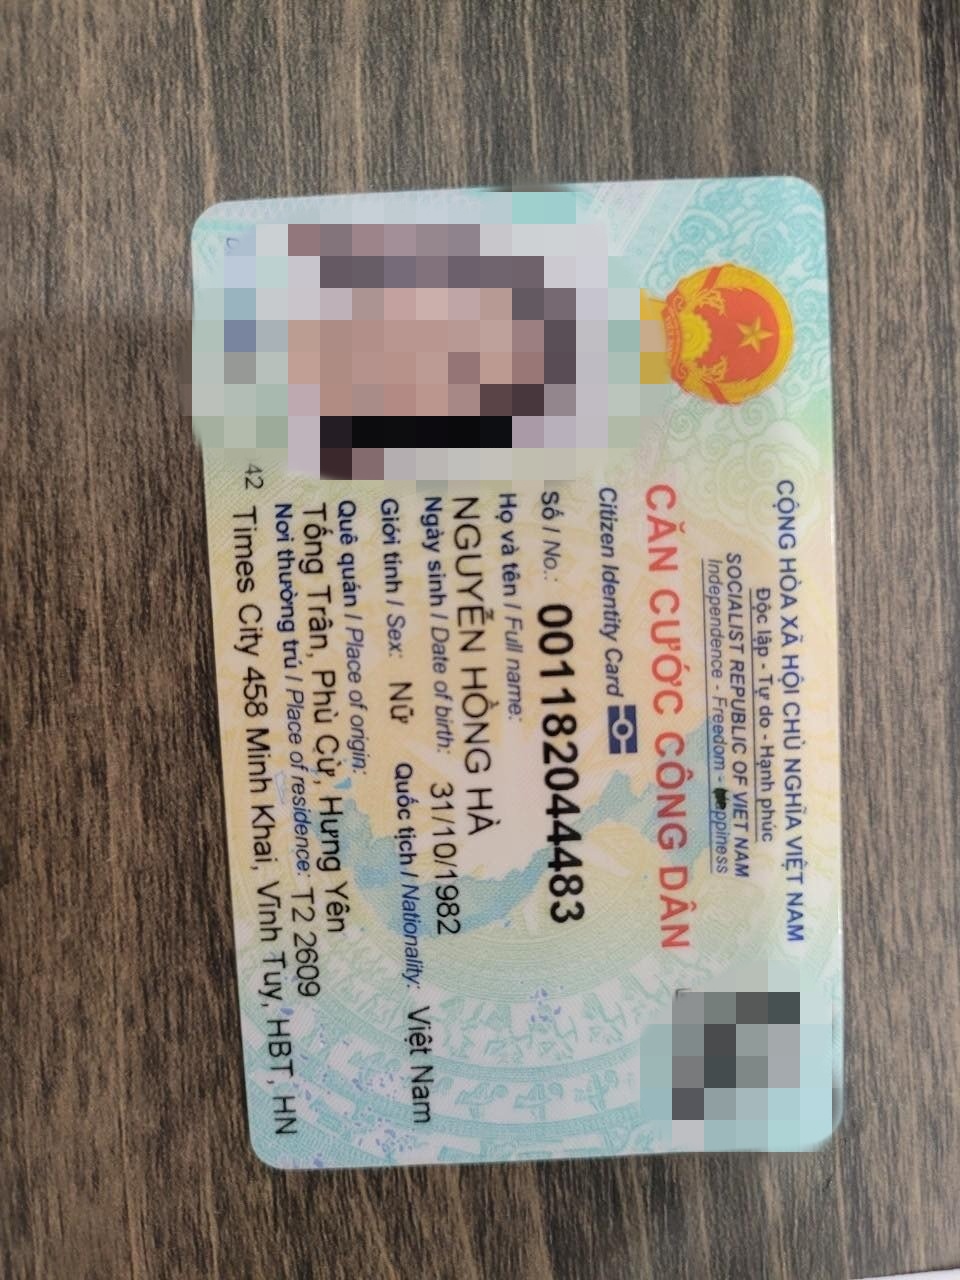 CỘNG HÒA XÃ HỘI CHỦ NGHĨA VIỆT NAM
Độc lập - Tự do - Hạnh phúc
SOCIALIST REPUBLIC OF VIET NAM
Independence - Freedom - ppiness
CĂN CƯỚC CÔNG DÂN
Citizen Identity Card
Số / No.: 001182044483
Họ và tên / Full name:
NGUYỄN HỒNG HÀ
Ngày sinh / Date of birth: 31/10/1982
Giới tính / Sex: Nữ Quốc tịch / Nationality: Việt Nam
Quê quán / Place of origin:
Tống Trân, Phù Cừ, Hưng Yên
Nơi thường trú / Place of residence: T2 2609
Times City 458 Minh Khai, Vĩnh Tuy, HBT, HN
42